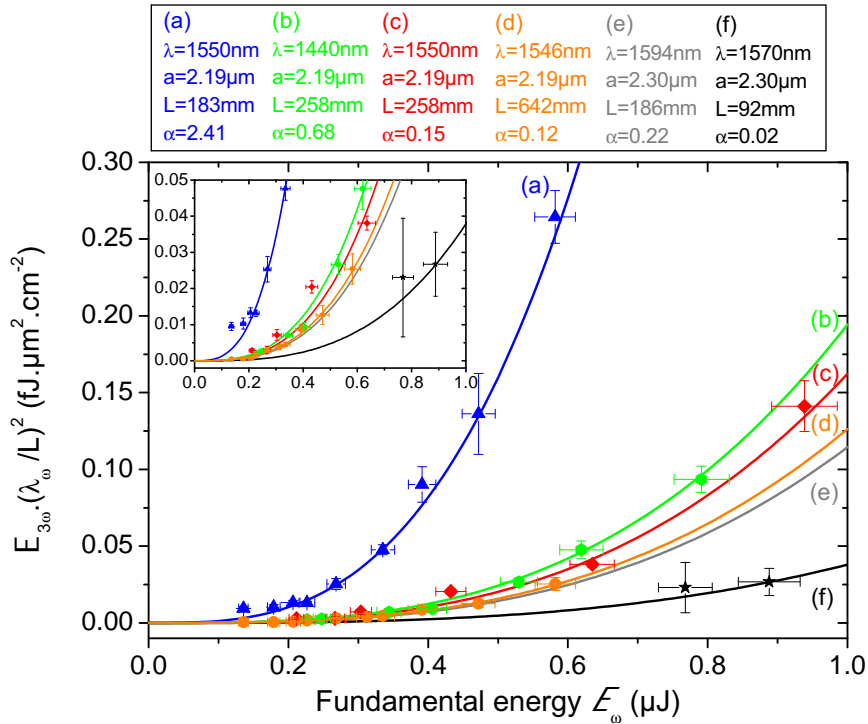 (a) (b) (c) (d) (e) (f)
λ=1550nm λ=1440nm λ=1550nm λ=1546nm λ=1594nm λ=1570nm
a=2.19μm a=2.19μm a=2.19μm a=2.19μm a=2.30μm a=2.30μm
L=183mm L=258mm L=258mm L=642mm L=186mm L=92mm
α=2.41 α=0.68 α=0.15 α=0.12 α=0.22 α=0.02
0.30
0.25
0.20
0.15
0.10
0.05
0.00
E₃ω.(λω/L)² (fJ.μm².cm⁻²)
0.05
0.04
0.03
0.02
0.01
0.00
0.0 0.2 0.4 0.6 0.8 1.0
(a)
(b)
(c)
(d)
(e)
(f)
0.0 0.2 0.4 0.6 0.8 1.0
Fundamental energy Eω (μJ)